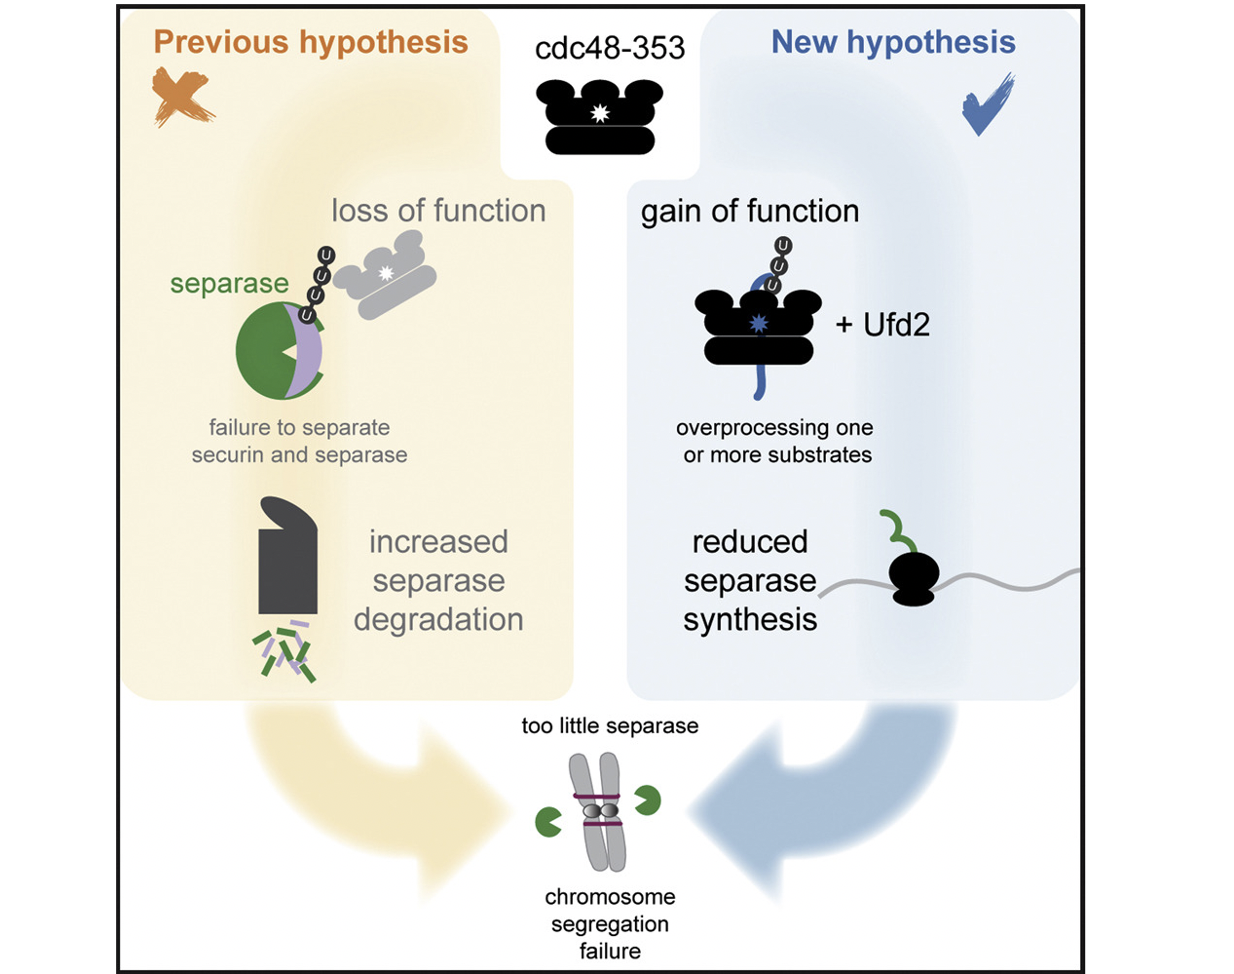 Previous hypothesis
cdc48-353
New hypothesis
loss of function
separase
U
U
U
U
failure to separate
securin and separase
increased
separase
degradation
gain of function
U
U
U
+ Ufd2
overprocessing one
or more substrates
reduced
separase
synthesis
too little separase
chromosome
segregation
failure